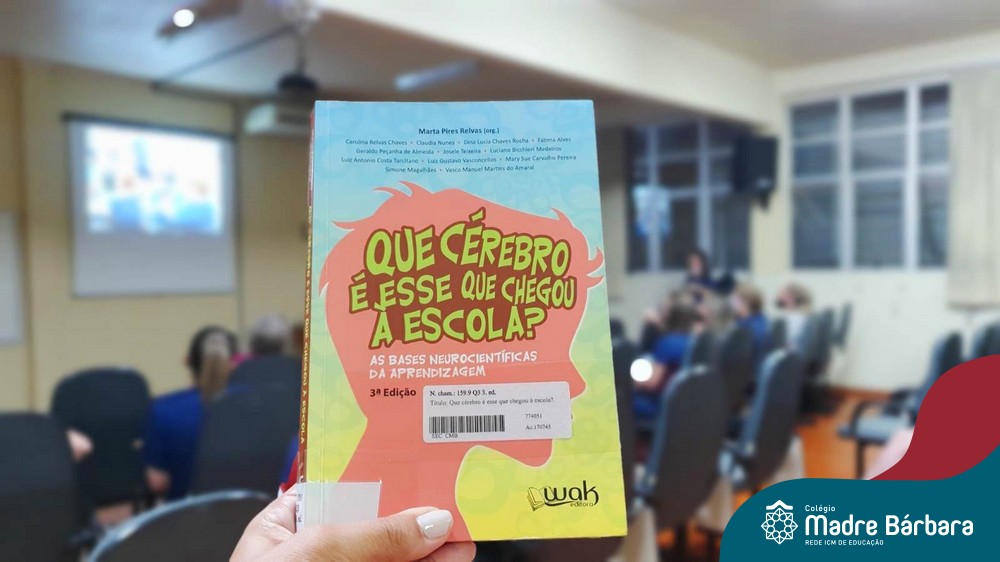 Marta Pires Relvas (org.)
Carolina Relvas Chaves • Claudia Nunes • Dina Lucia Chaves Rocha • Fátima Alves
Geraldo Peçanha de Almeida • Josele Teixeira • Luciana Bicchieri Medeiros
Luiz Antonio Costa Tarcitano • Luiz Gustavo Vasconcellos • Mary Sue Carvalho Pereira
Simone Magalhães • Vasco Manuel Martins do Amaral
QUE CÉREBRO
É ESSE QUE CHEGOU
À ESCOLA?
AS BASES NEUROCIENTÍFICAS
DA APRENDIZAGEM
3ª Edição
N. cham.: 159.9 Q3 3. ed.
Título: Que cérebro é esse que chegou à escola?.
774051
SEC CMB
Ac.170745
wak
editora
Colégio
Madre Bárbara
REDE ICM DE EDUCAÇÃO